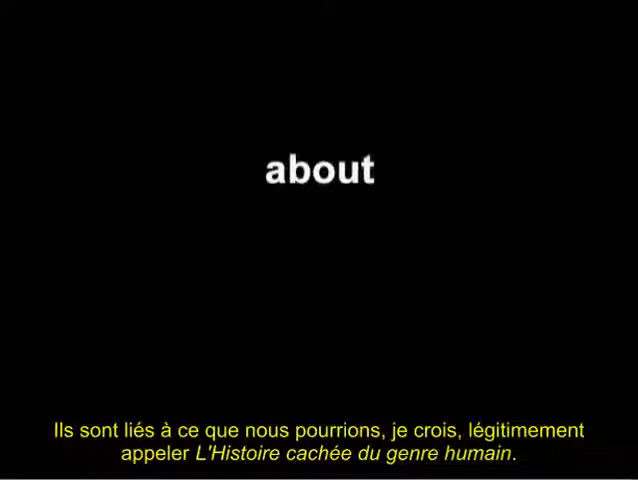 about
Ils sont liés à ce que nous pourrions, je crois, légitimement
appeler L'Histoire cachée du genre humain.